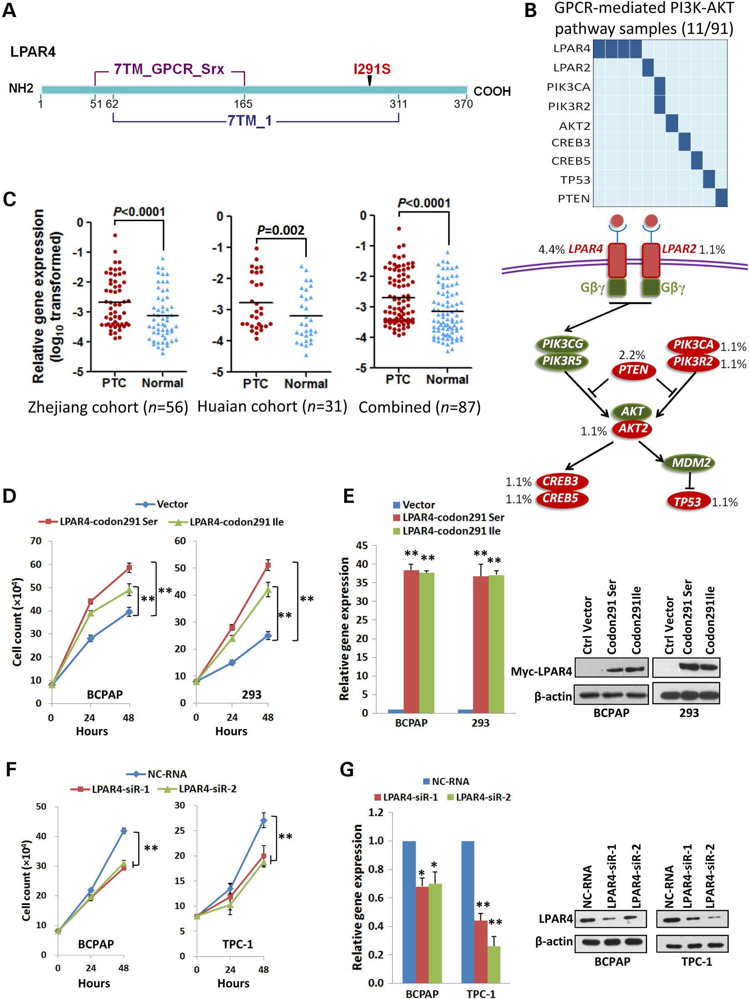 A
LPAR4
7TM_GPCR_Srx
I291S
NH2
COOH
1
51
62
165
311
370
7TM_1
B
GPCR-mediated PI3K-AKT
pathway samples (11/91)
LPAR4
LPAR2
PIK3CA
PIK3R2
AKT2
CREB3
CREB5
TP53
PTEN
4.4% LPAR4
LPAR2 1.1%
Gβγ
Gβγ
PIK3CG
PIK3R5
2.2%
PTEN
PIK3CA 1.1%
PIK3R2 1.1%
AKT
1.1% AKT2
MDM2
1.1% CREB3
1.1% CREB5
TP53 1.1%
C
Relative gene expression
(log10 transformed)
P<0.0001
0
-1
-2
-3
-4
-5
PTC
Normal
Zhejiang cohort (n=56)
P=0.002
0
-1
-2
-3
-4
-5
PTC
Normal
Huaian cohort (n=31)
P<0.0001
0
-1
-2
-3
-4
-5
PTC
Normal
Combined (n=87)
D
Vector
LPAR4-codon291 Ser
LPAR4-codon291 Ile
Cell count (×10⁴)
70
60
50
40
30
20
10
0
**
**
BCPAP
0
24
48
Hours
60
50
40
30
20
10
0
**
**
293
0
24
48
Hours
E
Vector
LPAR4-codon291 Ser
LPAR4-codon291 Ile
Relative gene expression
45
40
35
30
25
20
15
10
5
0
**
**
**
**
BCPAP
293
Ctrl Vector
Codon291 Ser
Codon291Ile
Ctrl Vector
Codon291 Ser
Codon291Ile
Myc-LPAR4
β-actin
BCPAP
293
F
NC-RNA
LPAR4-siR-1
LPAR4-siR-2
Cell count (×10⁴)
50
40
30
20
10
0
**
BCPAP
0
24
48
Hours
30
25
20
15
10
5
0
**
TPC-1
0
24
48
Hours
G
NC-RNA
LPAR4-siR-1
LPAR4-siR-2
Relative gene expression
1.2
1.0
0.8
0.6
0.4
0.2
0.0
*
*
**
**
BCPAP
TPC-1
NC-RNA
LPAR4-siR-1
LPAR4-siR-2
NC-RNA
LPAR4-siR-1
LPAR4-siR-2
LPAR4
β-actin
BCPAP
TPC-1